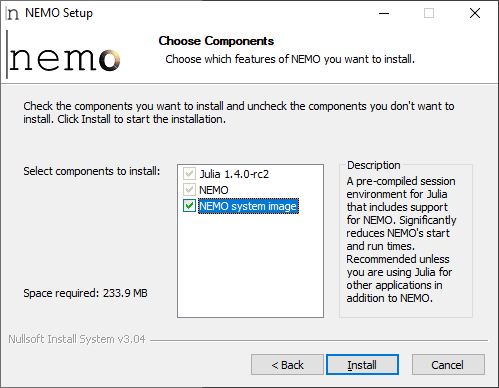 NEMO Setup
nemo
Choose Components
Choose which features of NEMO you want to install.
Check the components you want to install and uncheck the components you don't want to
install. Click Install to start the installation.
Select components to install:
Julia 1.4.0-rc2
NEMO
NEMO system image
Description
A pre-compiled session
environment for Julia
that includes support
for NEMO. Significantly
reduces NEMO's start
and run times.
Recommended unless
you are using Julia for
other applications in
addition to NEMO.
Space required: 233.9 MB
Nullsoft Install System v3.04
< Back
Install
Cancel